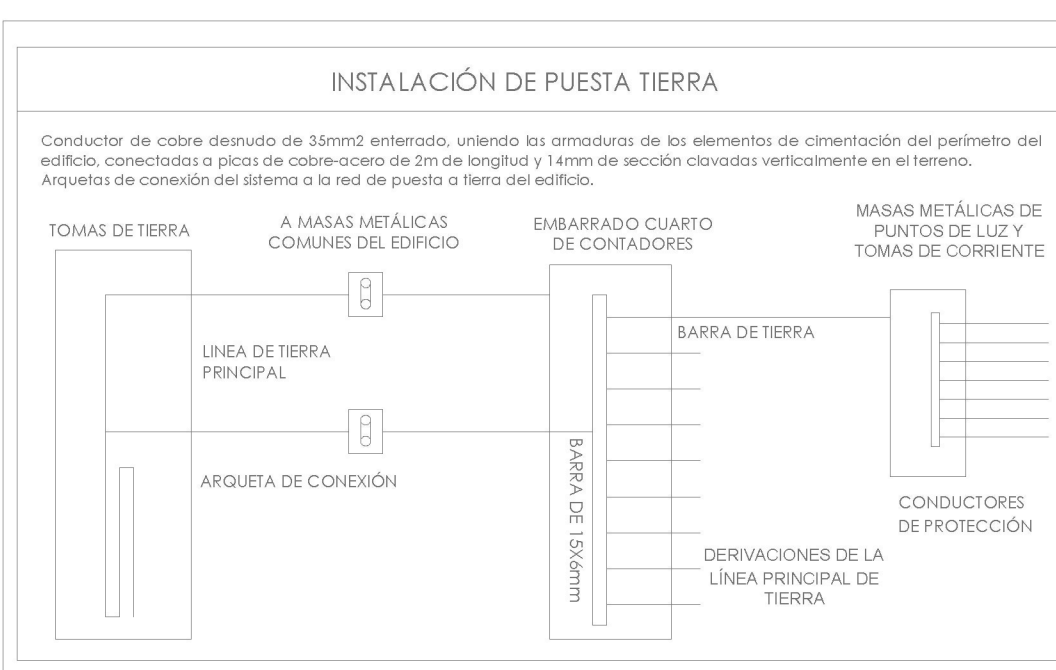 INSTALACIÓN DE PUESTA TIERRA
Conductor de cobre desnudo de 35mm2 enterrado, uniendo las armaduras de los elementos de cimentación del perímetro del
edificio, conectadas a picas de cobre-acero de 2m de longitud y 14mm de sección clavadas verticalmente en el terreno.
Arquetas de conexión del sistema a la red de puesta a tierra del edificio.
TOMAS DE TIERRA
A MASAS METÁLICAS
COMUNES DEL EDIFICIO
EMBARRADO CUARTO
DE CONTADORES
MASAS METÁLICAS DE
PUNTOS DE LUZ Y
TOMAS DE CORRIENTE
LINEA DE TIERRA
PRINCIPAL
BARRA DE TIERRA
ARQUETA DE CONEXIÓN
BARRA DE 15X6mm
CONDUCTORES
DE PROTECCIÓN
DERIVACIONES DE LA
LÍNEA PRINCIPAL DE
TIERRA